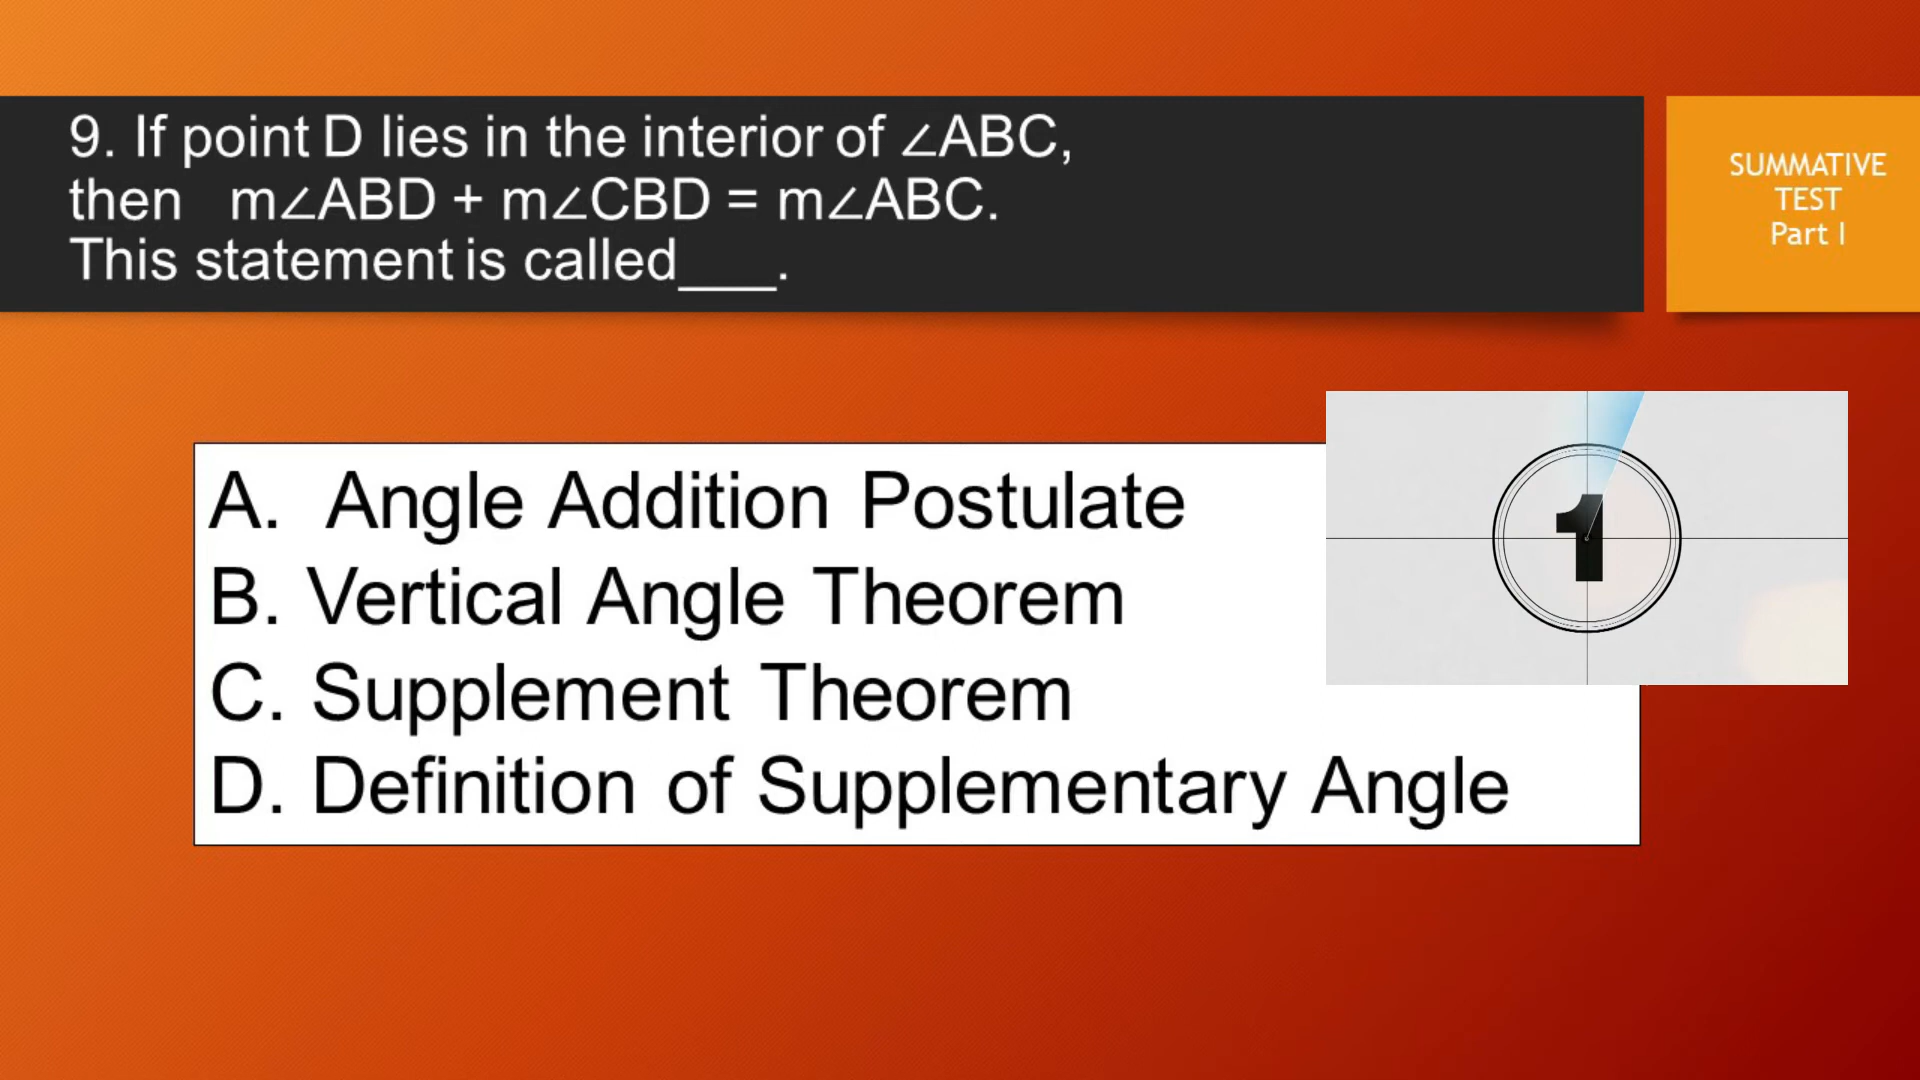 9. If point D lies in the interior of ∠ABC,
then m∠ABD + m∠CBD = m∠ABC.
This statement is called___.
SUMMATIVE
TEST
Part I
A. Angle Addition Postulate
B. Vertical Angle Theorem
C. Supplement Theorem
D. Definition of Supplementary Angle
1